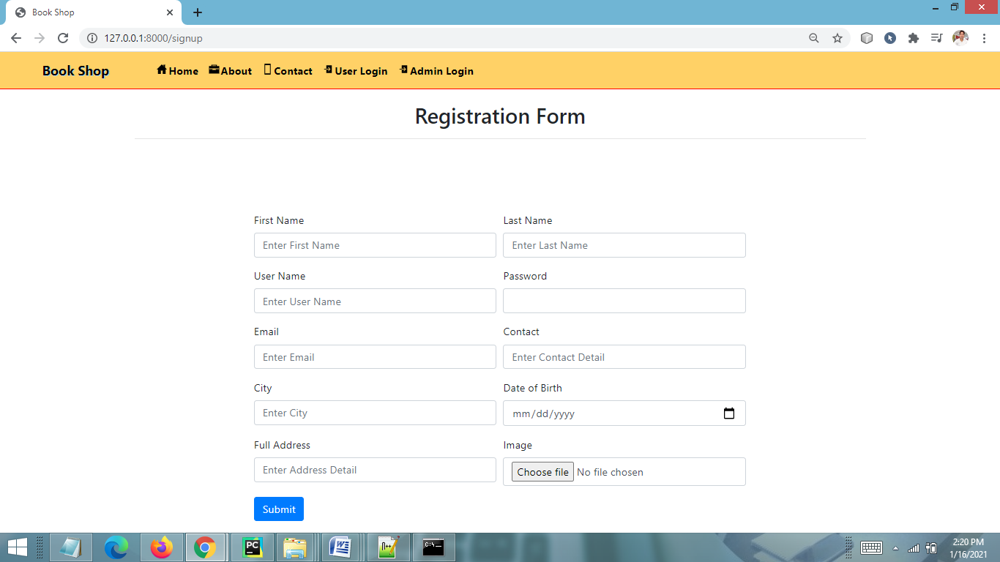 Book Shop
127.0.0.1:8000/signup
Book Shop Home About Contact User Login Admin Login
Registration Form
First Name Last Name
Enter First Name Enter Last Name
User Name Password
Enter User Name
Email Contact
Enter Email Enter Contact Detail
City Date of Birth
Enter City mm/dd/yyyy
Full Address Image
Enter Address Detail Choose file No file chosen
Submit
PC W N++ C:\_
2:20 PM
1/16/2021